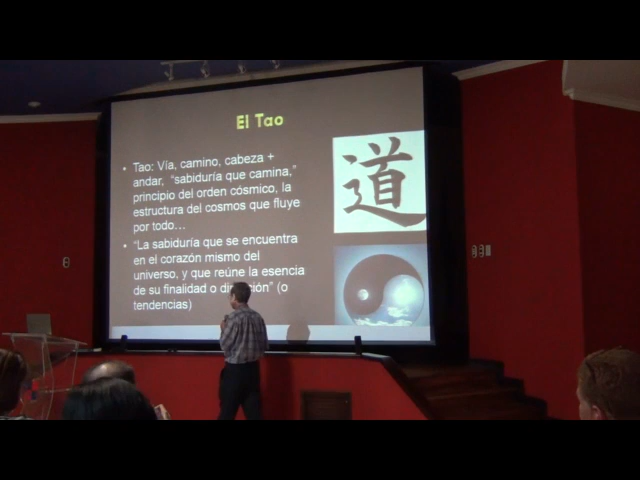 El Tao
• Tao: Vía, camino, cabeza +
andar, "sabiduría que camina,"
principio del orden cósmico, la
estructura del cosmos que fluye
por todo…
• "La sabiduría que se encuentra
en el corazón mismo del
universo, y que reúne la esencia
de su finalidad o dirección" (o
tendencias)
道